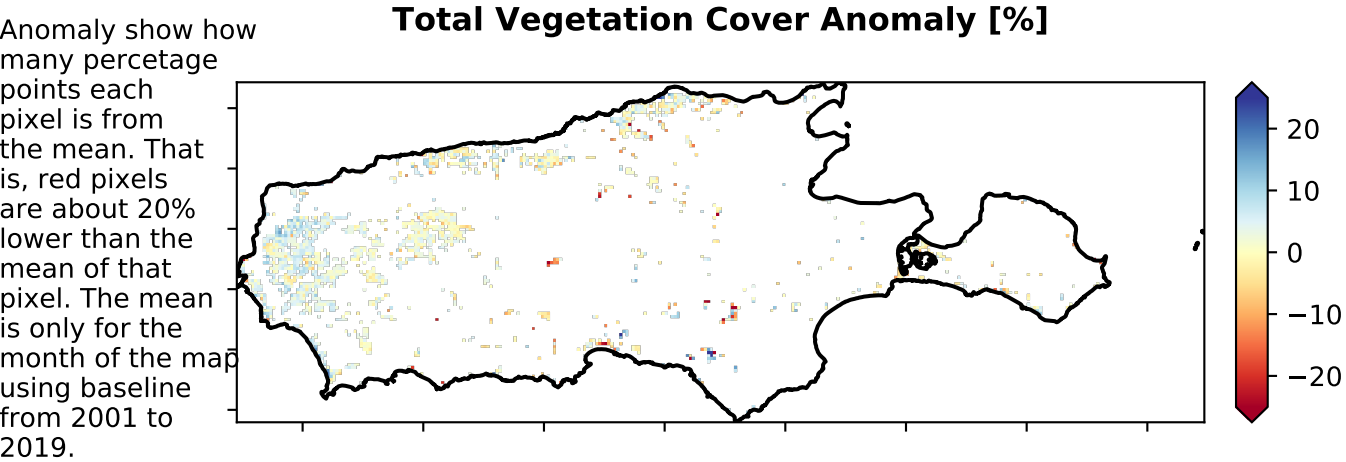 Total Vegetation Cover Anomaly [%]
Anomaly show how
many percetage
points each
pixel is from
the mean. That
is, red pixels
are about 20%
lower than the
mean of that
pixel. The mean
is only for the
month of the map
using baseline
from 2001 to
2019.
20
10
0
−10
−20